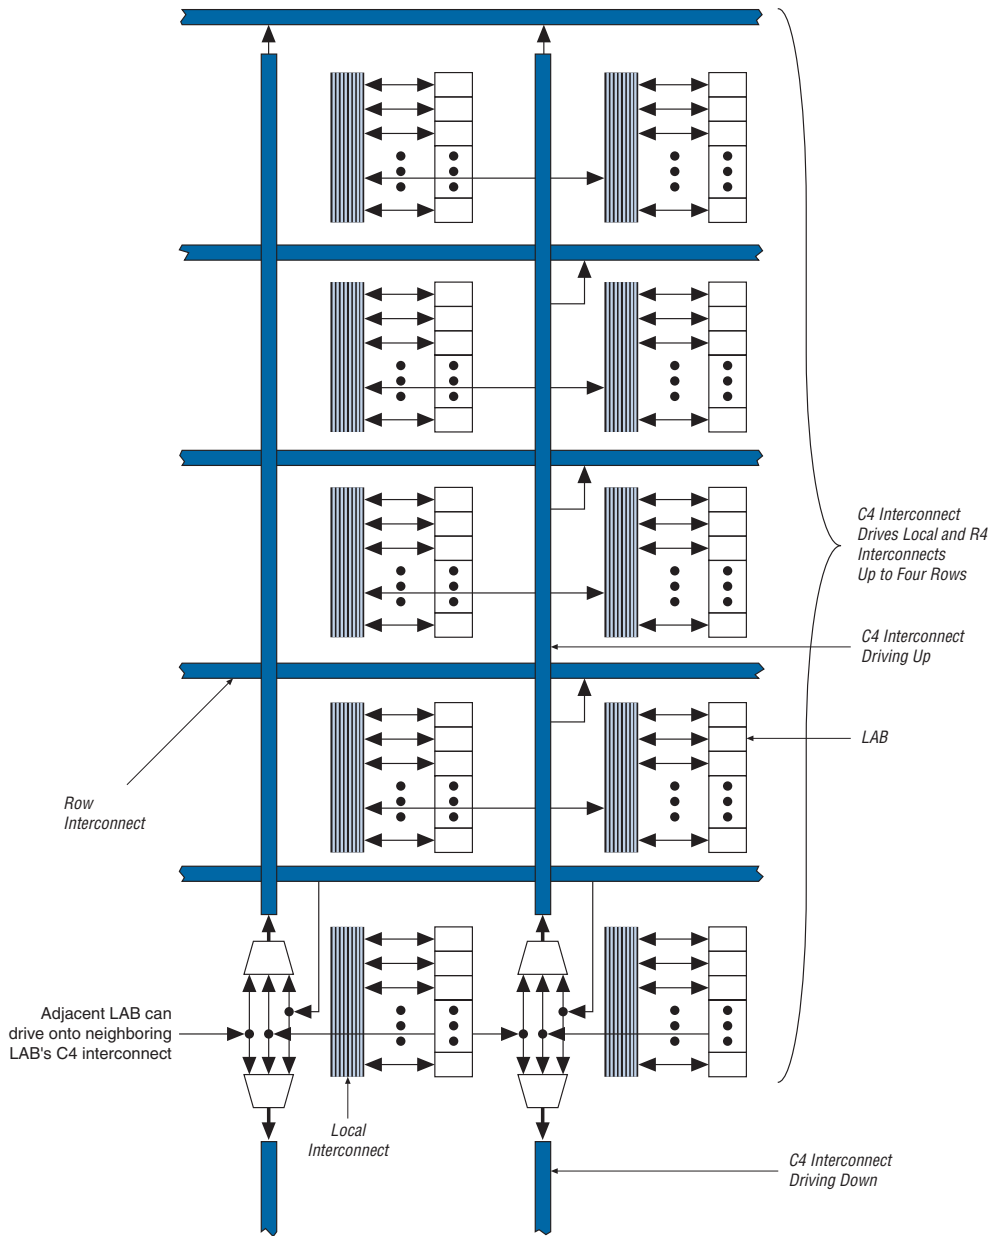 C4 Interconnect
Drives Local and R4
Interconnects
Up to Four Rows
C4 Interconnect
Driving Up
LAB
Row
Interconnect
Adjacent LAB can
drive onto neighboring
LAB's C4 interconnect
Local
Interconnect
C4 Interconnect
Driving Down